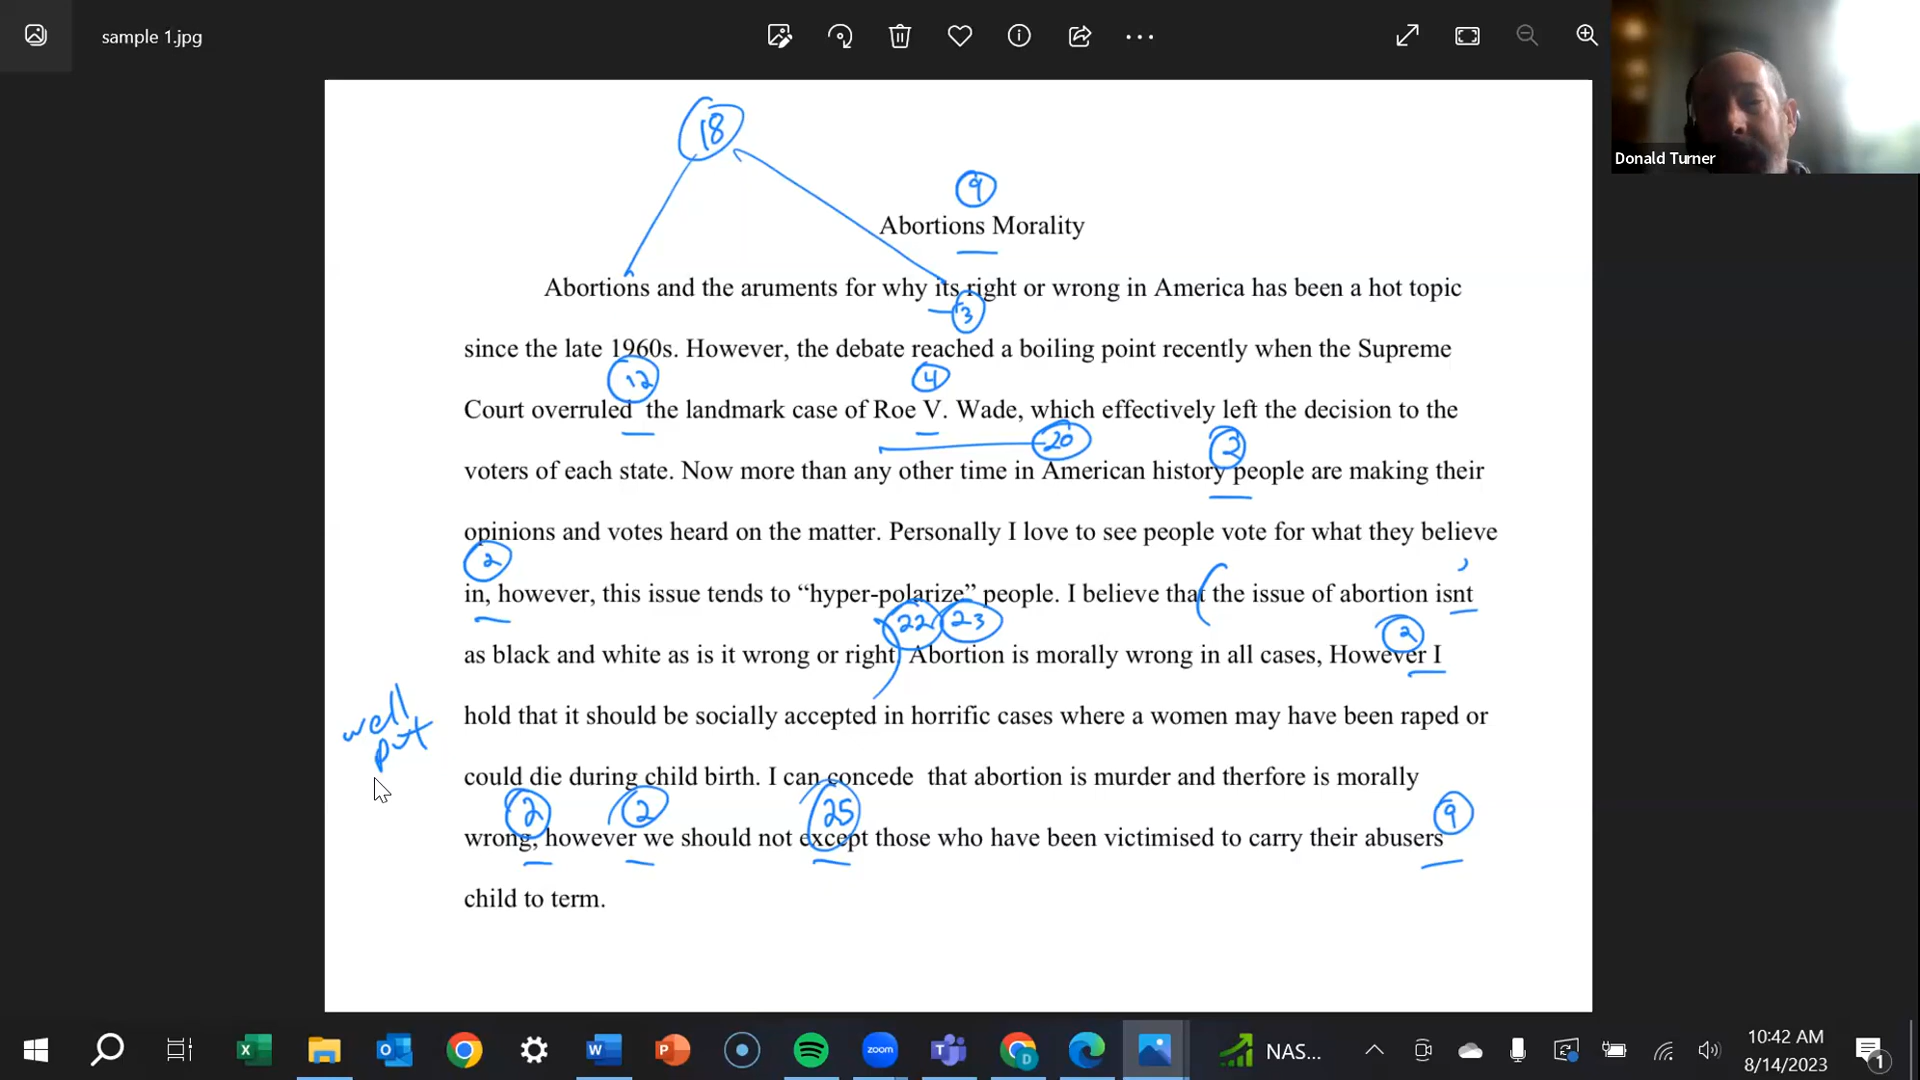 sample 1.jpg
Donald Turner
18
9
Abortions Morality
Abortions and the aruments for why its right or wrong in America has been a hot topic
3
since the late 1960s. However, the debate reached a boiling point recently when the Supreme
12 4
Court overruled  the landmark case of Roe V. Wade, which effectively left the decision to the
20 2
voters of each state. Now more than any other time in American history people are making their
opinions and votes heard on the matter. Personally I love to see people vote for what they believe
2 ,
in, however, this issue tends to “hyper-polarize” people. I believe that ( the issue of abortion isnt
22 23 2
as black and white as is it wrong or right) Abortion is morally wrong in all cases, However I
hold that it should be socially accepted in horrific cases where a women may have been raped or
well
put
could die during child birth. I can concede  that abortion is murder and therfore is morally
2 2 25 9
wrong, however we should not except those who have been victimised to carry their abusers
child to term.
zoom
NAS...
10:42 AM
8/14/2023
1